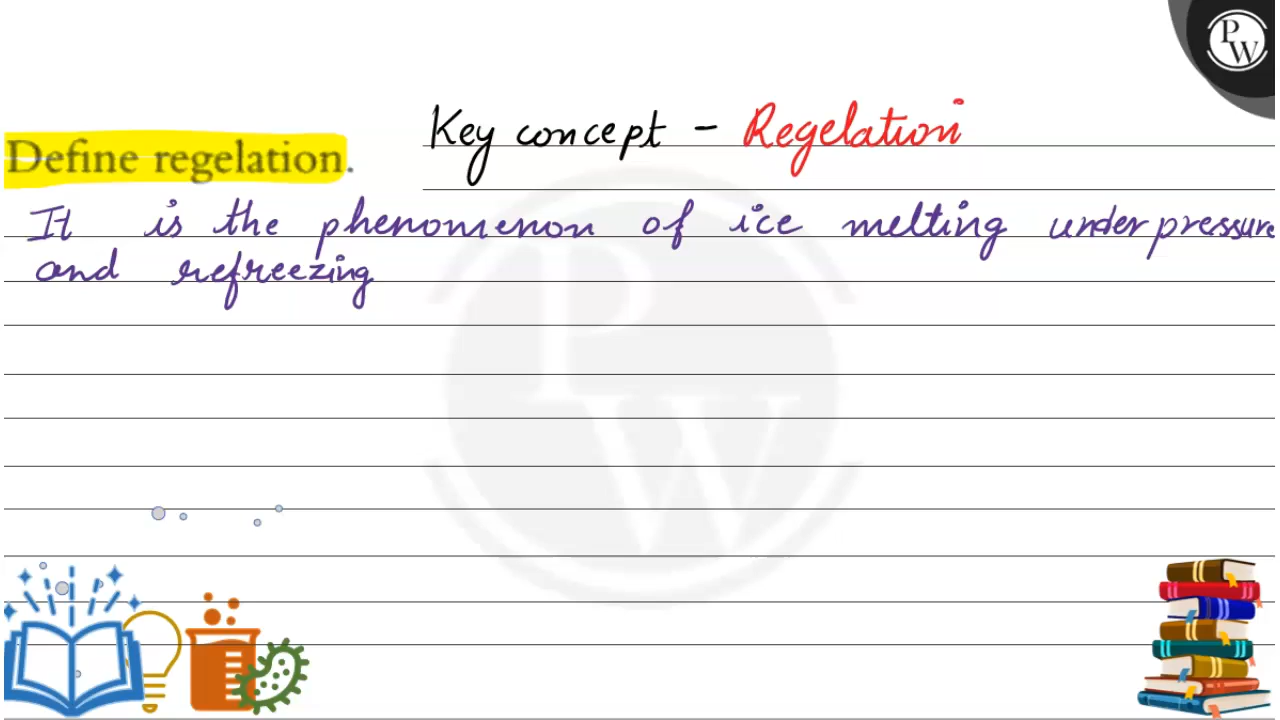 P
W
Key concept - Regelation
Define regelation.
It is the phenomenon of ice melting under pressure
and refreezing
P
W